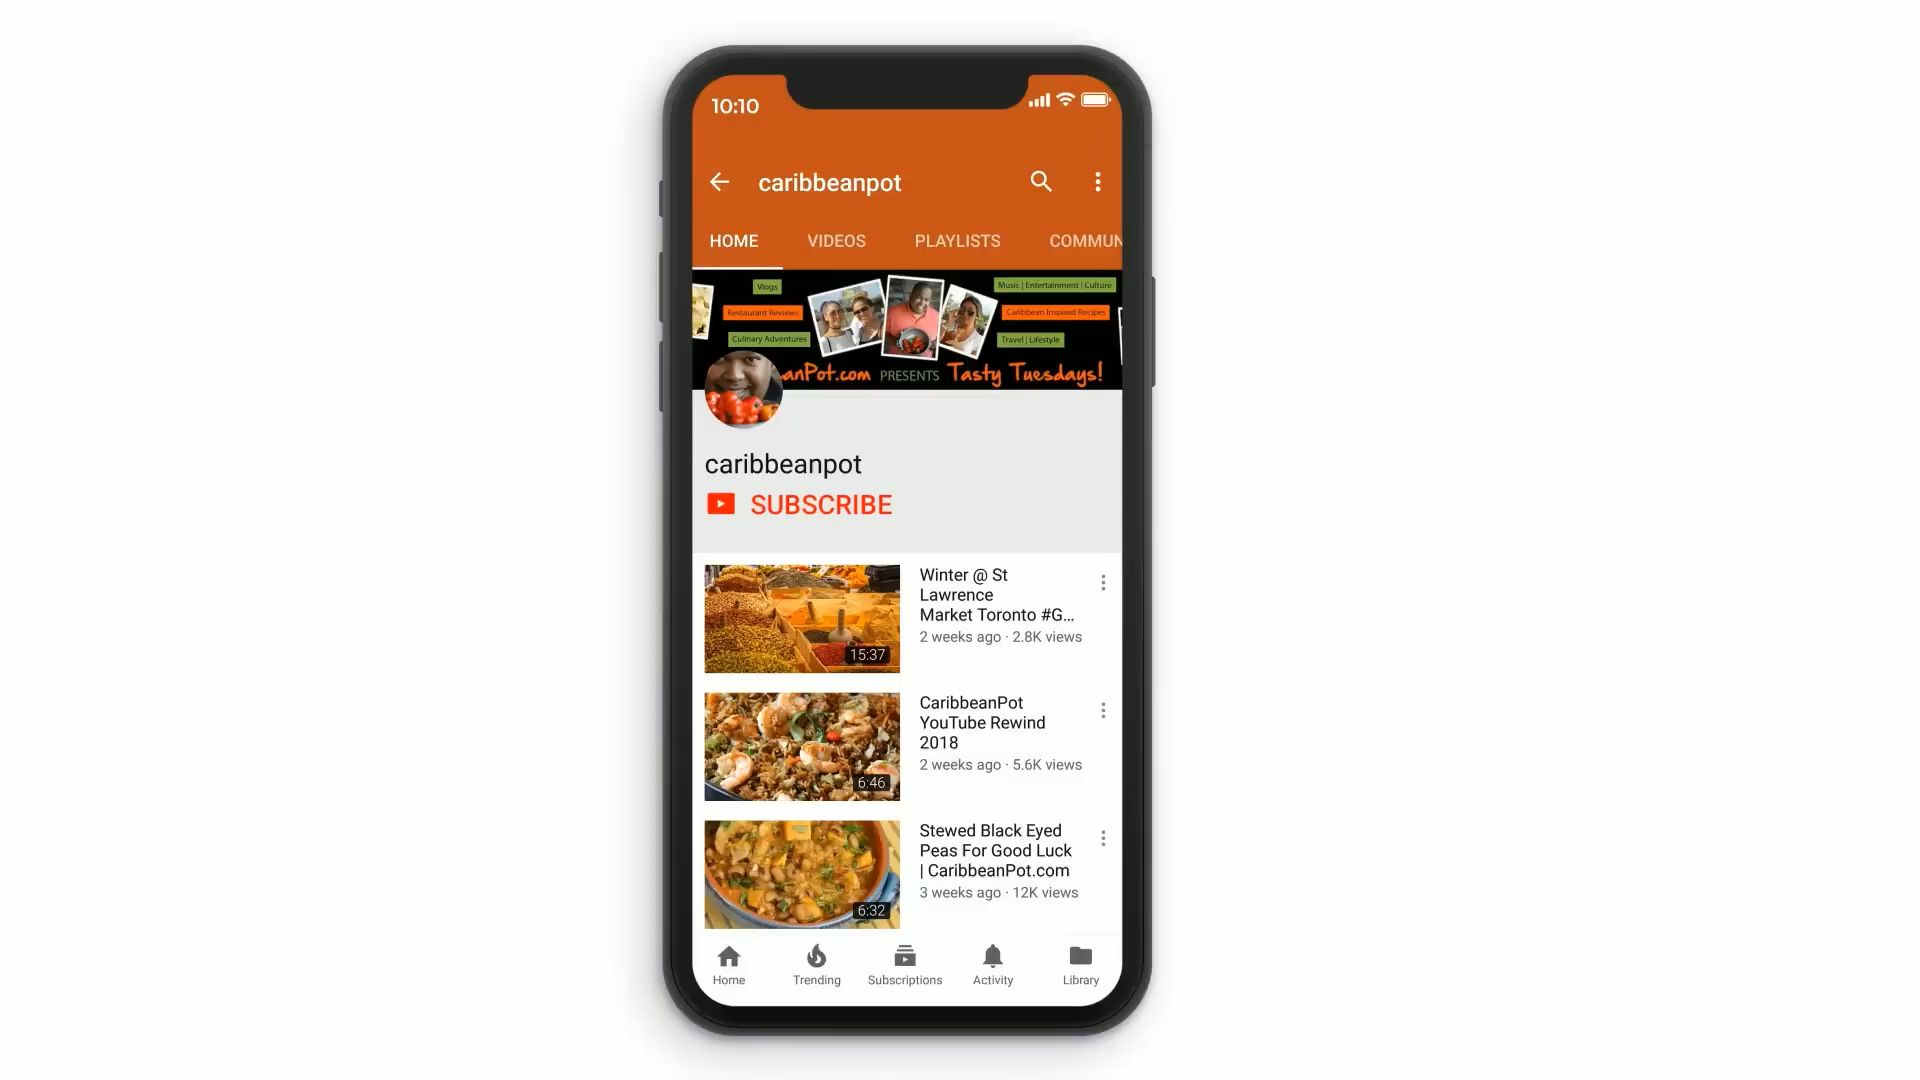 10:10
caribbeanpot
HOME VIDEOS PLAYLISTS COMMUN
Vlogs
Music | Entertainment | Culture
Restaurant Reviews
Caribbean Inspired Recipes
Culinary Adventures
Travel | Lifestyle
anPot.com PRESENTS Tasty Tuesdays!
caribbeanpot
SUBSCRIBE
Winter @ St
Lawrence
Market Toronto #G...
2 weeks ago · 2.8K views
15:37
CaribbeanPot
YouTube Rewind
2018
2 weeks ago · 5.6K views
6:46
Stewed Black Eyed
Peas For Good Luck
| CaribbeanPot.com
3 weeks ago · 12K views
6:32
Home Trending Subscriptions Activity Library